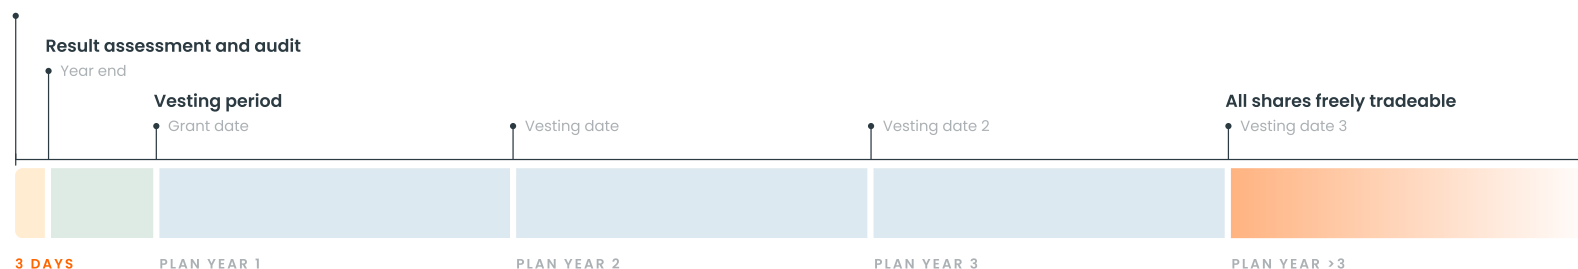 Result assessment and audit
Year end
Vesting period
All shares freely tradeable
Grant date
Vesting date
Vesting date 2
Vesting date 3
3 DAYS
PLAN YEAR 1
PLAN YEAR 2
PLAN YEAR 3
PLAN YEAR >3